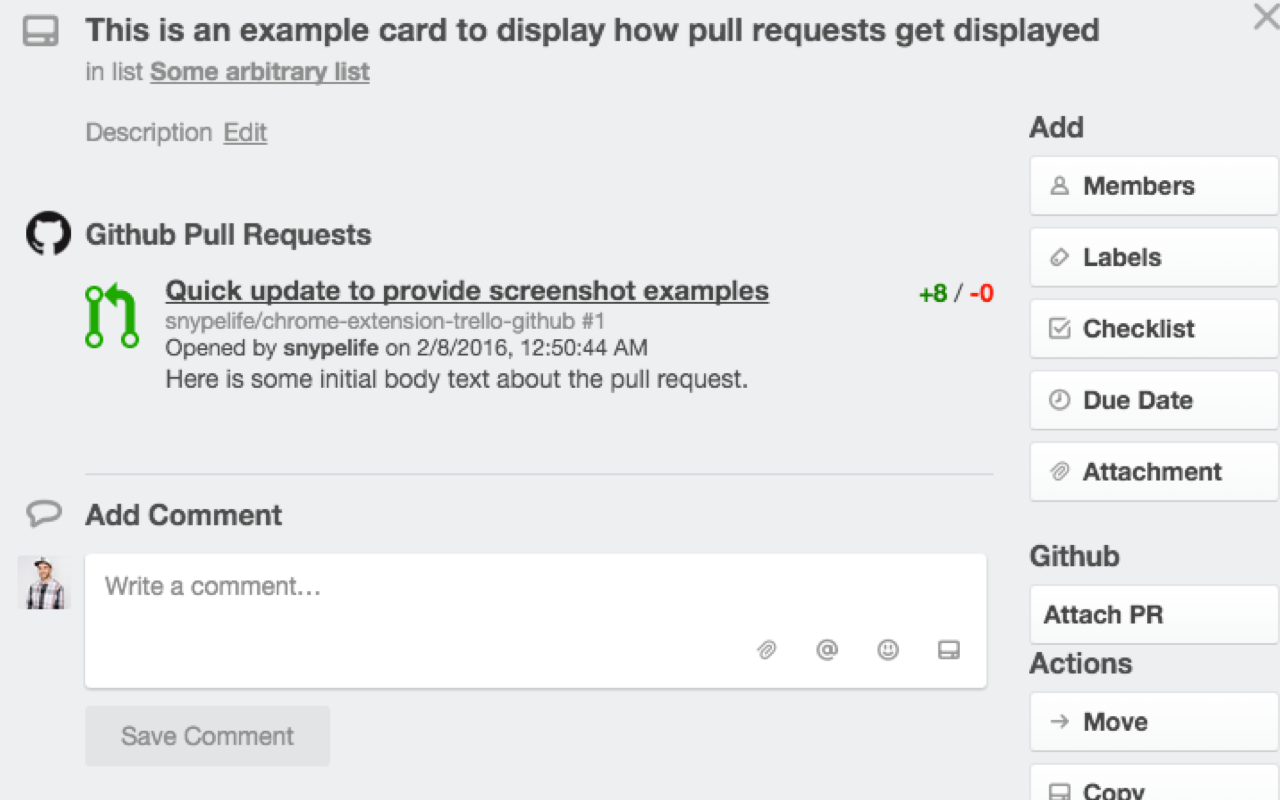 This is an example card to display how pull requests get displayed
in list Some arbitrary list
Description Edit
Github Pull Requests
Quick update to provide screenshot examples
+8 / -0
snypelife/chrome-extension-trello-github #1
Opened by snypelife on 2/8/2016, 12:50:44 AM
Here is some initial body text about the pull request.
Add Comment
Write a comment…
Save Comment
Add
Members
Labels
Checklist
Due Date
Attachment
Github
Attach PR
Actions
Move
Copy